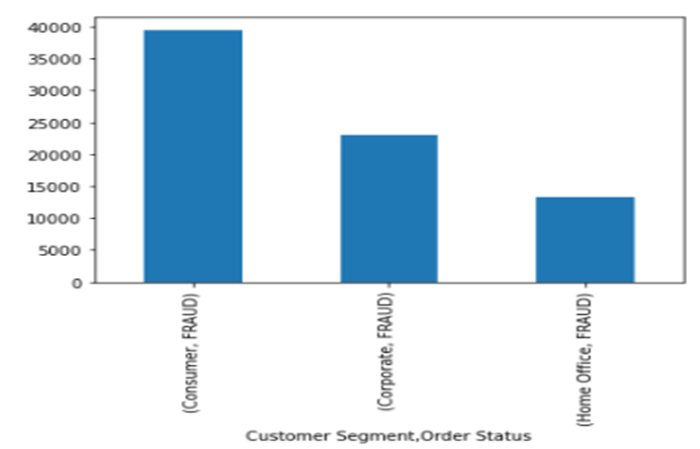 40000
35000
30000
25000
20000
15000
10000
5000
0
(Consumer, FRAUD)
(Corporate, FRAUD)
(Home Office, FRAUD)
Customer Segment,Order Status